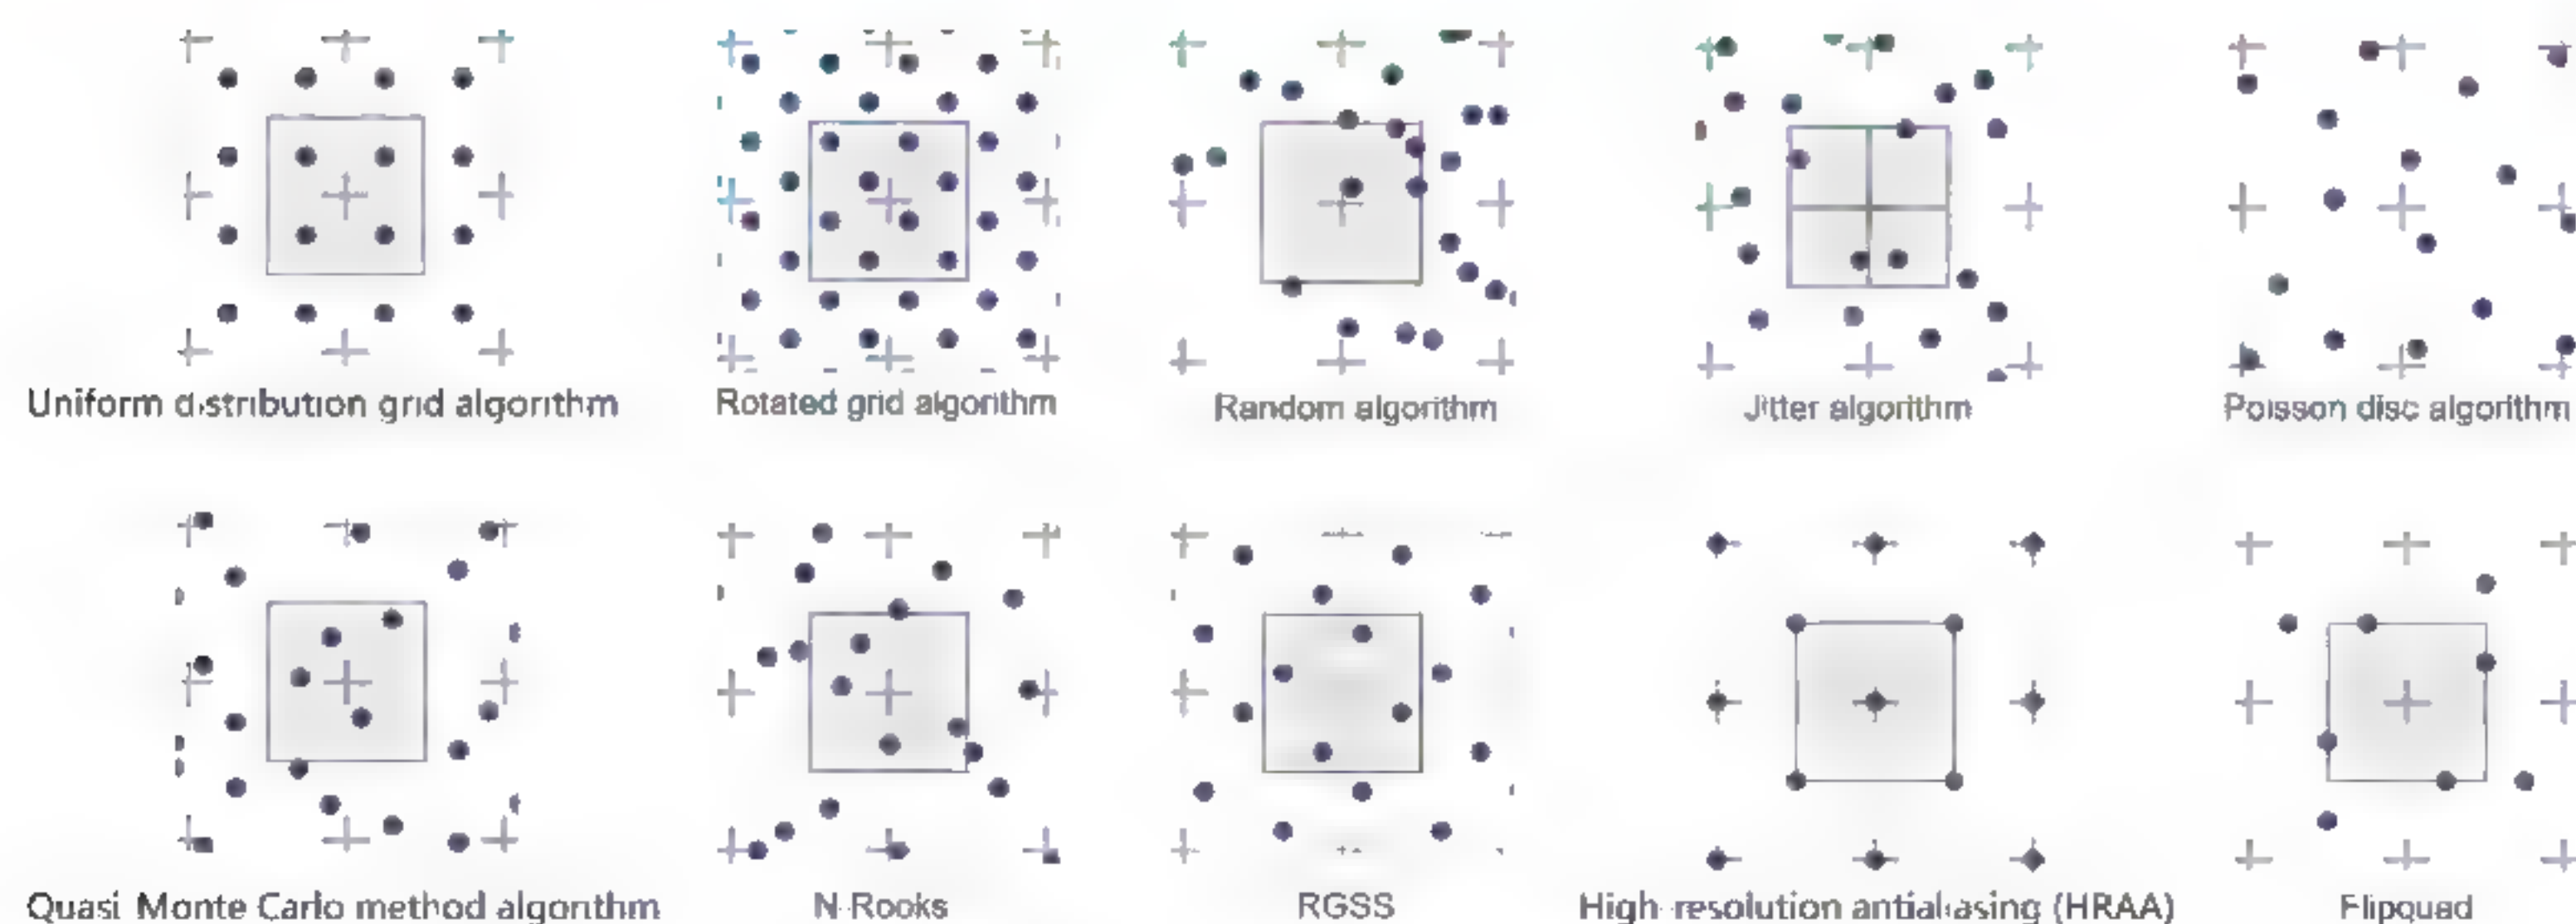 Uniform distribution grid algorithm
Rotated grid algorithm
Random algorithm
Jitter algorithm
Poisson disc algorithm
Quasi Monte Carlo method algorithm
N-Rooks
RGSS
High-resolution antialiasing (HRAA)
Flipquad